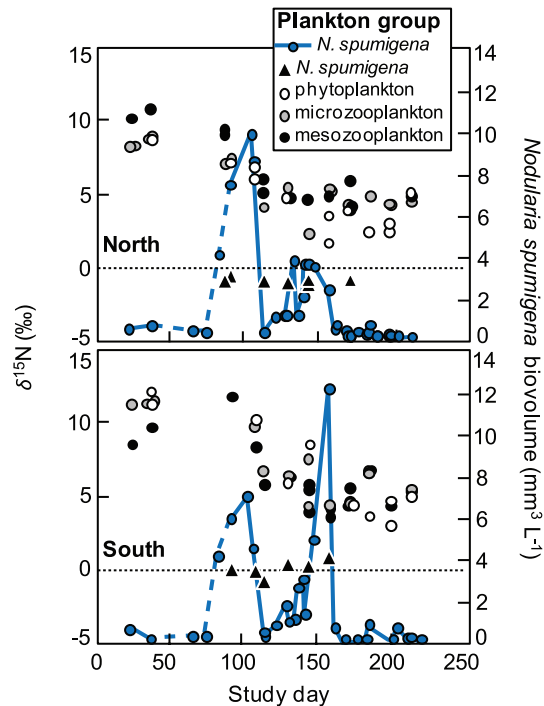 Plankton group
N. spumigena
N. spumigena
phytoplankton
microzooplankton
mesozooplankton
15
10
5
0
-5
14
12
10
8
6
4
2
0
North
15
10
5
0
-5
14
12
10
8
6
4
2
0
South
0
50
100
150
200
250
Study day
δ¹⁵N (‰)
Nodularia spumigena
biovolume (mm³ L⁻¹)